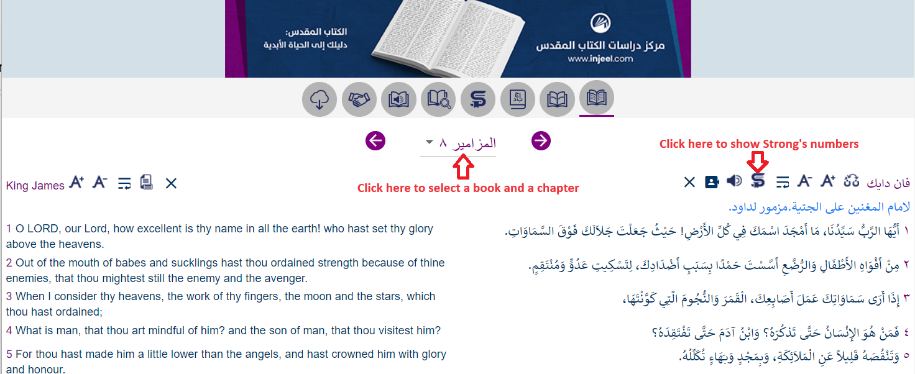 الكتاب المقدس:
دليلك إلى الحياة الأبدية
مركز دراسات الكتاب المقدس
www.injeel.com
المزامير ٨
Click here to select a book and a chapter
Click here to show Strong's numbers
King James A+ A-
فان دايك
لامام المغنين على الجتية.مزمور لداود.
1 O LORD, our Lord, how excellent is thy name in all the earth! who hast set thy glory
above the heavens.
2 Out of the mouth of babes and sucklings hast thou ordained strength because of thine
enemies, that thou mightest still the enemy and the avenger.
3 When I consider thy heavens, the work of thy fingers, the moon and the stars, which
thou hast ordained;
4 What is man, that thou art mindful of him? and the son of man, that thou visitest him?
5 For thou hast made him a little lower than the angels, and hast crowned him with glory
and honour.
١ أَيُّهَا الرَّبُّ سَيِّدُنَا، مَا أَمْجَدَ اسْمَكَ فِي كُلِّ الأَرْضِ! حَيْثُ جَعَلْتَ جَلاَلَكَ فَوْقَ السَّمَاوَاتِ.
٢ مِنْ أَفْوَاهِ الأَطْفَالِ وَالرُّضَّعِ أَسَّسْتَ حَمْدًا بِسَبَبِ أَضْدَادِكَ، لِتَسْكِيتِ عَدُوٍّ وَمُنْتَقِمٍ.
٣ إِذَا أَرَى سَمَاوَاتِكَ عَمَلَ أَصَابِعِكَ، الْقَمَرَ وَالنُّجُومَ الَّتِي كَوَّنْتَهَا،
٤ فَمَنْ هُوَ الإِنْسَانُ حَتَّى تَذْكُرَهُ؟ وَابْنُ آدَمَ حَتَّى تَفْتَقِدَهُ؟
٥ وَتَنْقُصَهُ قَلِيلاً عَنِ الْمَلاَئِكَةِ، وَبِمَجْدٍ وَبَهَاءٍ تُكَلِّلُهُ.